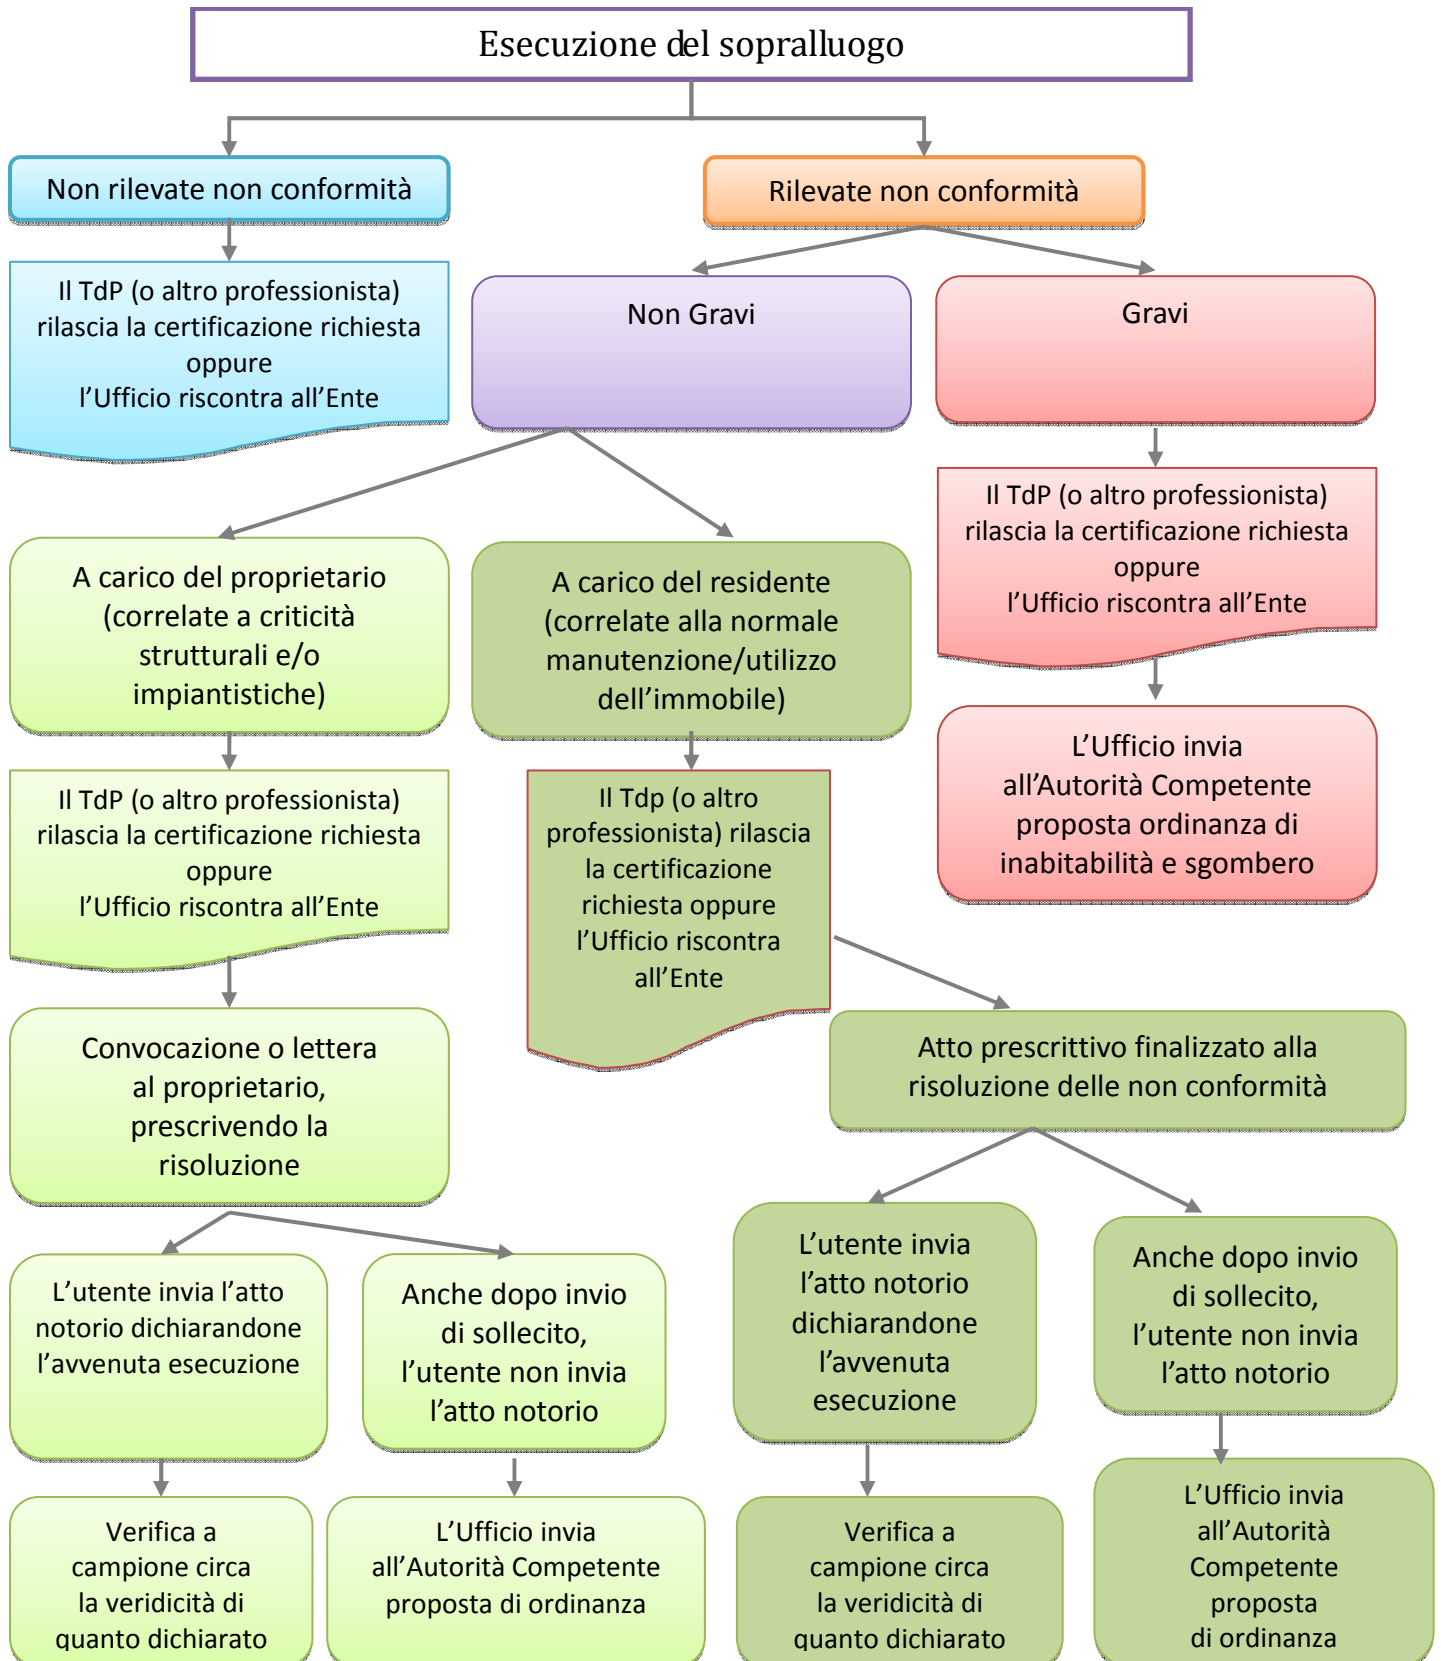 Esecuzione del sopralluogo
Non rilevate non conformità
Rilevate non conformità
Il TdP (o altro professionista)
rilascia la certificazione richiesta
oppure
l’Ufficio riscontra all’Ente
Non Gravi
Gravi
Il TdP (o altro professionista)
rilascia la certificazione richiesta
oppure
l’Ufficio riscontra all’Ente
A carico del proprietario
(correlate a criticità
strutturali e/o
impiantistiche)
A carico del residente
(correlate alla normale
manutenzione/utilizzo
dell’immobile)
L’Ufficio invia
all’Autorità Competente
proposta ordinanza di
inabitabilità e sgombero
Il TdP (o altro professionista)
rilascia la certificazione richiesta
oppure
l’Ufficio riscontra all’Ente
Il Tdp (o altro
professionista) rilascia
la certificazione
richiesta oppure
l’Ufficio riscontra
all’Ente
Convocazione o lettera
al proprietario,
prescrivendo la
risoluzione
Atto prescrittivo finalizzato alla
risoluzione delle non conformità
L’utente invia l’atto
notorio dichiarandone
l’avvenuta esecuzione
Anche dopo invio
di sollecito,
l’utente non invia
l’atto notorio
L’utente invia
l’atto notorio
dichiarandone
l’avvenuta
esecuzione
Anche dopo invio
di sollecito,
l’utente non invia
l’atto notorio
Verifica a
campione circa
la veridicità di
quanto dichiarato
L’Ufficio invia
all’Autorità Competente
proposta di ordinanza
Verifica a
campione circa
la veridicità di
quanto dichiarato
L’Ufficio invia
all’Autorità
Competente
proposta
di ordinanza